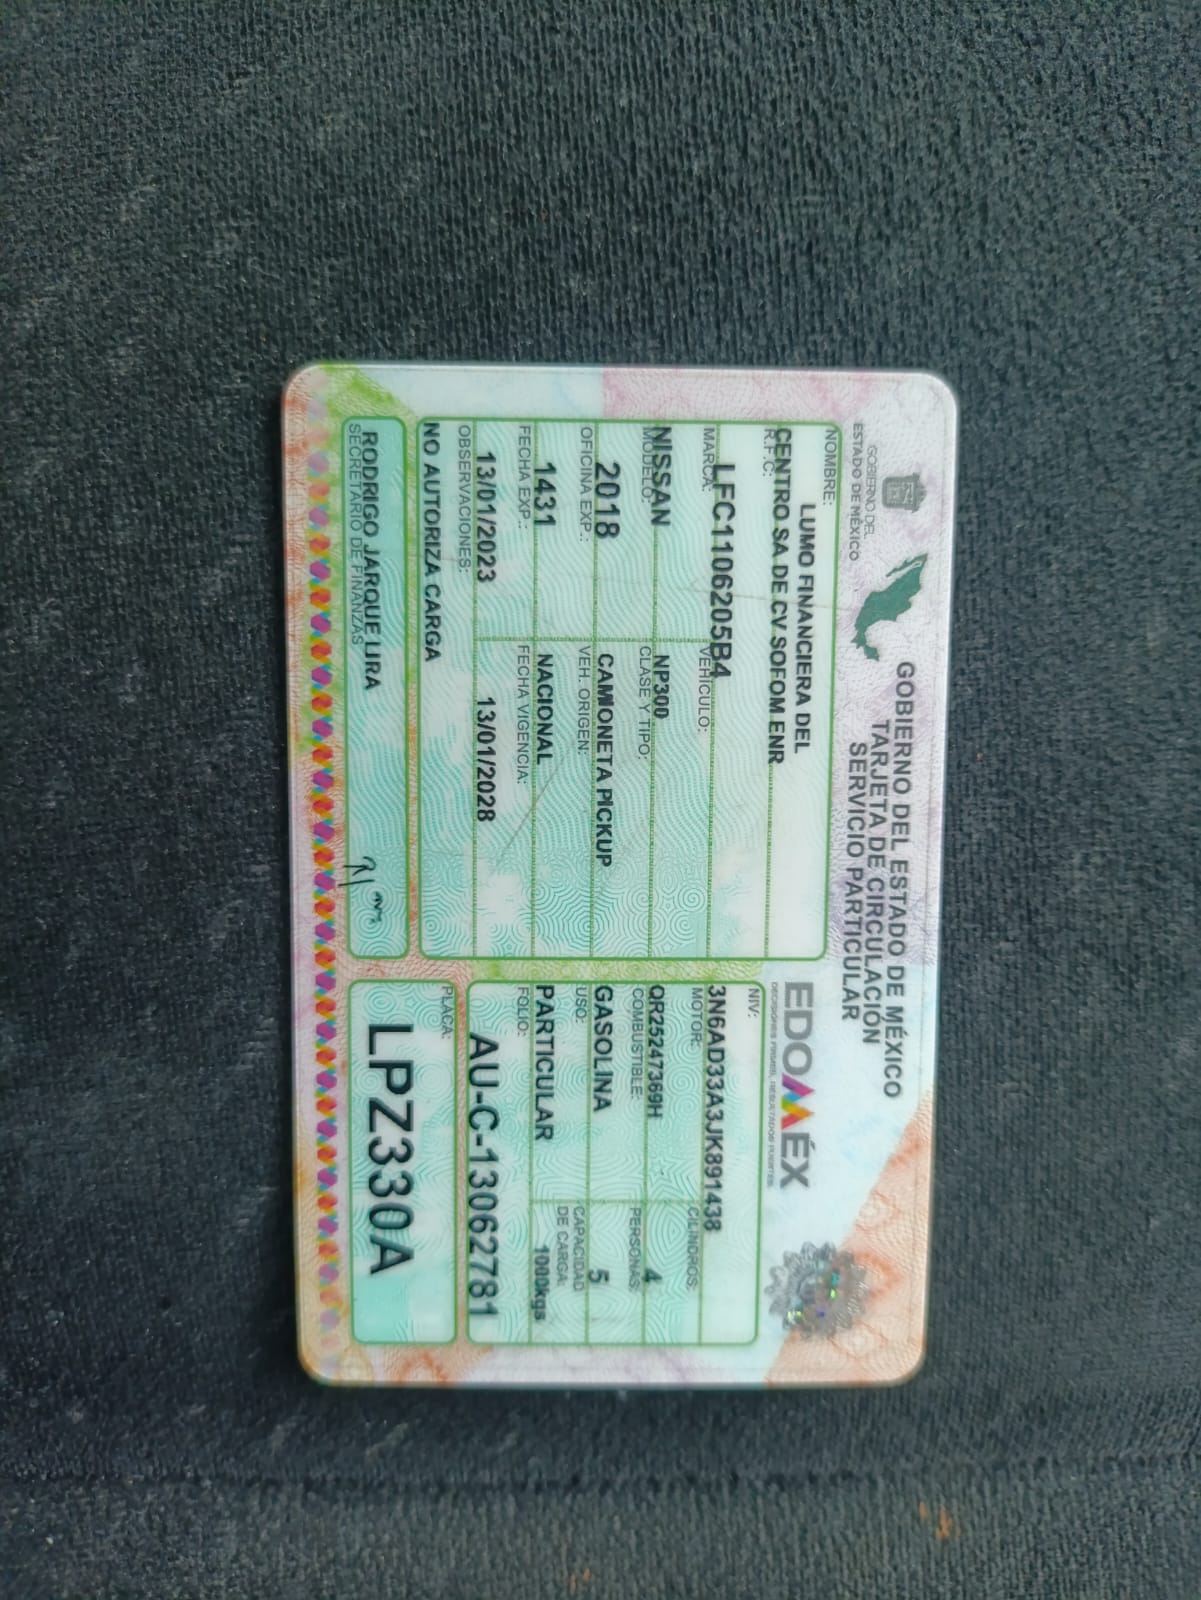 GOBIERNO DEL
ESTADO DE MÉXICO
GOBIERNO DEL ESTADO DE MÉXICO
TARJETA DE CIRCULACIÓN
SERVICIO PARTICULAR
EDOMÉX
DECISIONES FIRMES, RESULTADOS FUERTES.
NOMBRE:
LUMO FINANCIERA DEL
CENTRO SA DE CV SOFOM ENR
R.F.C:
LFC1106205B4
MARCA:
NISSAN
VEHÍCULO:
NP300
MODELO:
2018
CLASE Y TIPO:
CAMIONETA PICKUP
OFICINA EXP.:
1431
VEH. ORIGEN:
NACIONAL
FECHA EXP.:
13/01/2023
FECHA VIGENCIA:
13/01/2028
OBSERVACIONES:
NO AUTORIZA CARGA
RODRIGO JARQUE LIRA
SECRETARIO DE FINANZAS
NIV:
3N6AD33A3JK891438
MOTOR:
QR25247369H
CILINDROS:
4
COMBUSTIBLE:
GASOLINA
PERSONAS:
5
USO:
PARTICULAR
CAPACIDAD
DE CARGA:
1000kgs
FOLIO:
AU-C-13062781
PLACA:
LPZ330A